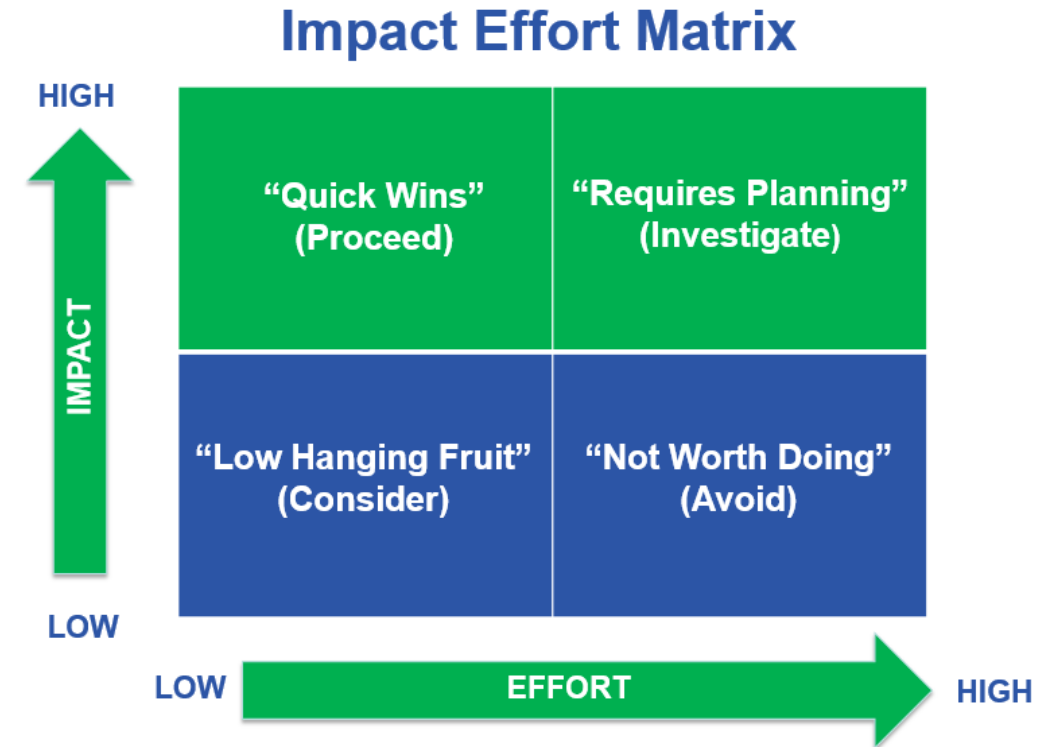 Impact Effort Matrix
HIGH
“Quick Wins”
(Proceed)
“Requires Planning”
(Investigate)
IMPACT
“Low Hanging Fruit”
(Consider)
“Not Worth Doing”
(Avoid)
LOW
LOW
EFFORT
HIGH